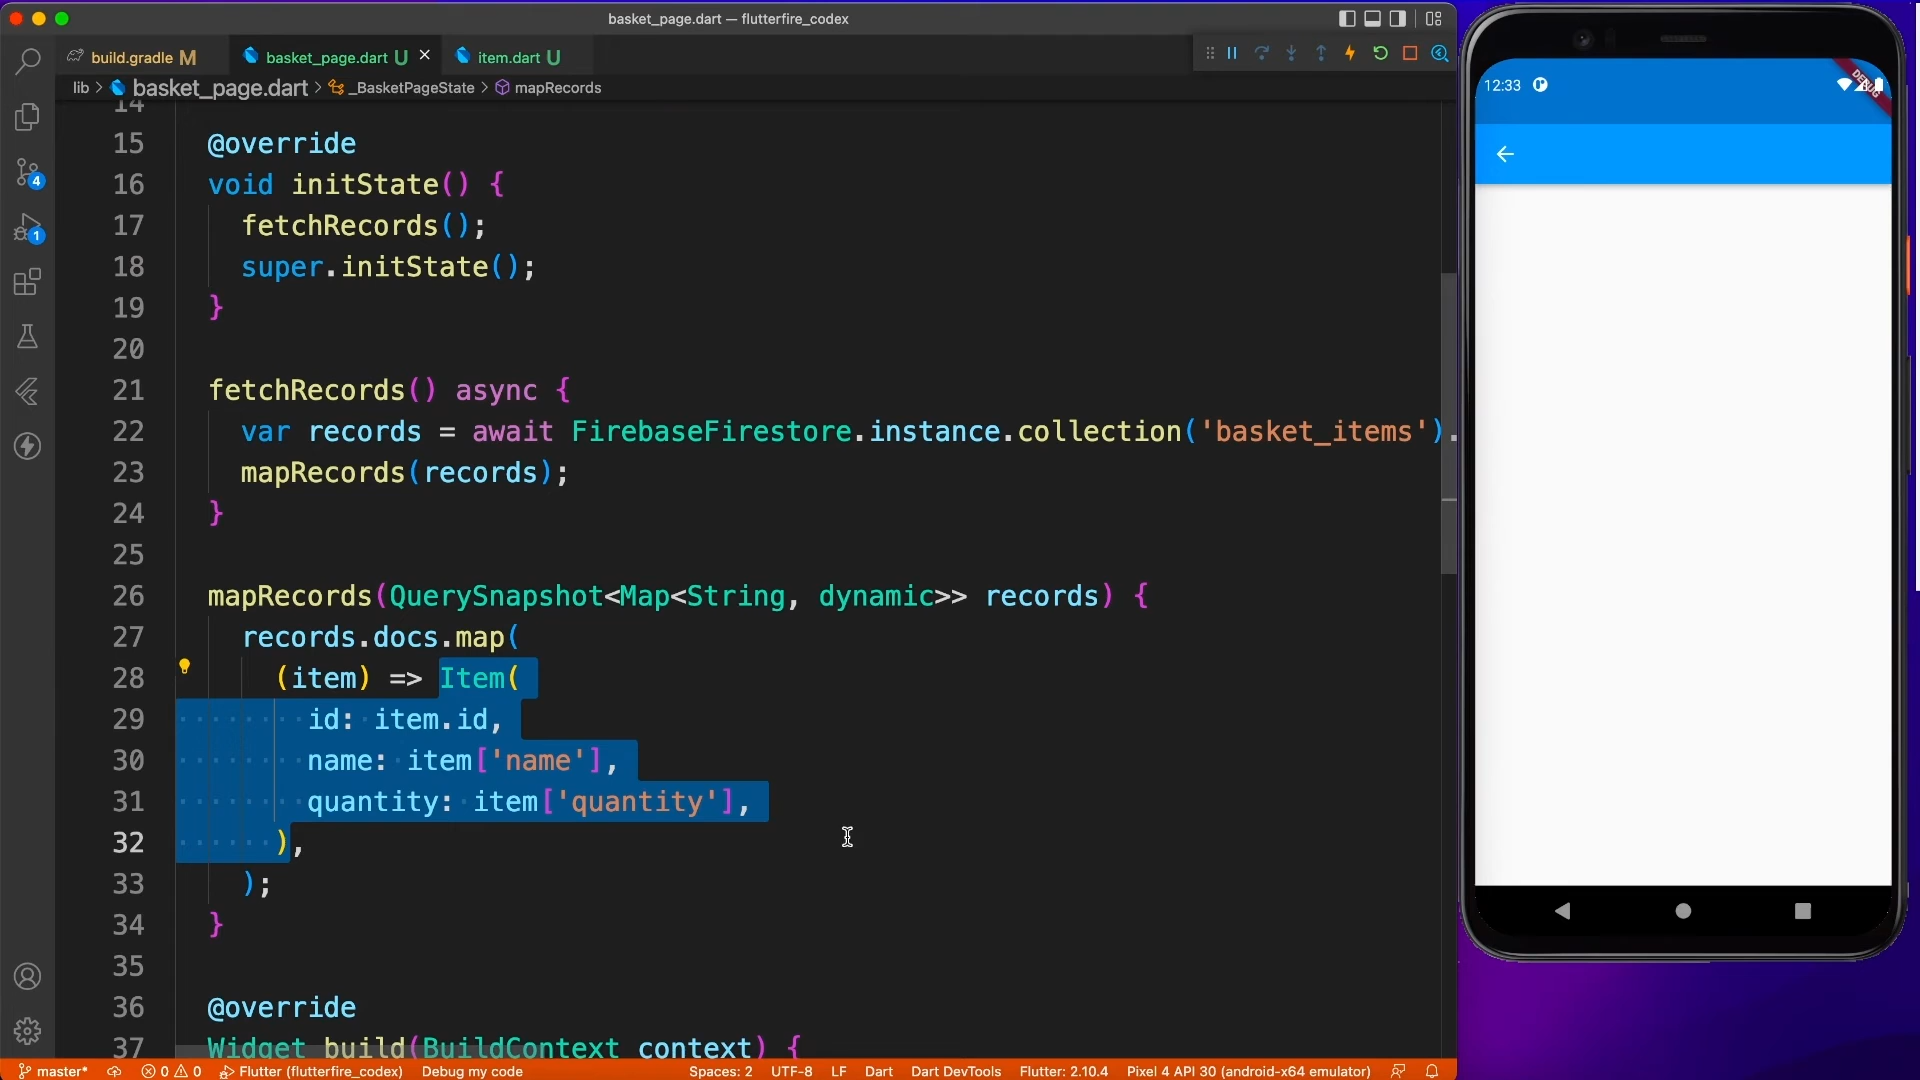 basket_page.dart — flutterfire_codex
build.gradle M
basket_page.dart U
item.dart U
lib > basket_page.dart > _BasketPageState > mapRecords
14
15 @override
16 void initState() {
17 fetchRecords();
18 super.initState();
19 }
20
21 fetchRecords() async {
22 var records = await FirebaseFirestore.instance.collection('basket_items').
23 mapRecords(records);
24 }
25
26 mapRecords(QuerySnapshot<Map<String, dynamic>> records) {
27 records.docs.map(
28 (item) => Item(
29 id: item.id,
30 name: item['name'],
31 quantity: item['quantity'],
32 ),
33 );
34 }
35
36 @override
37 Widget build(BuildContext context) {
4
1
master* 0 0 Flutter (flutterfire_codex) Debug my code Spaces: 2 UTF-8 LF Dart Dart DevTools Flutter: 2.10.4 Pixel 4 API 30 (android-x64 emulator)
12:33
DEBUG